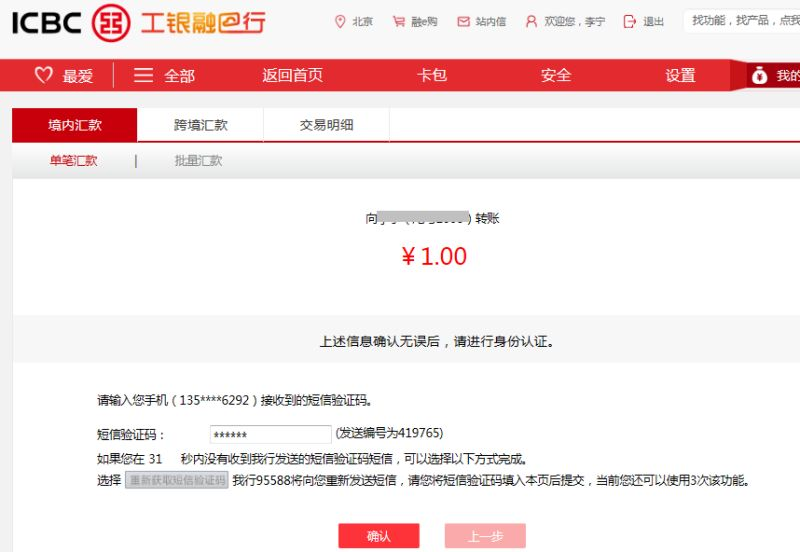 ICBC 工银融e行 北京 融e购 站内信 欢迎您，李宁 退出 找功能，找产品，点我
最爱 全部 返回首页 卡包 安全 设置 我的
境内汇款 跨境汇款 交易明细
单笔汇款 | 批量汇款
向 ）转账
¥1.00
上述信息确认无误后，请进行身份认证。
请输入您手机（135****6292）接收到的短信验证码。
短信验证码： ****** (发送编号为419765)
如果您在 31 秒内没有收到我行发送的短信验证码短信，可以选择以下方式完成。
选择 重新获取短信验证码 我行95588将向您重新发送短信，请您将短信验证码填入本页后提交，当前您还可以使用3次该功能。
确认 上一步